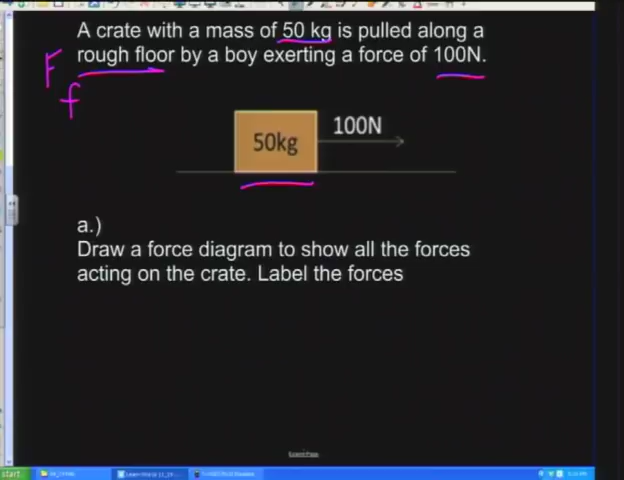 A crate with a mass of 50 kg is pulled along a
rough floor by a boy exerting a force of 100N.
F
f
50kg
100N
a.)
Draw a force diagram to show all the forces
acting on the crate. Label the forces
start